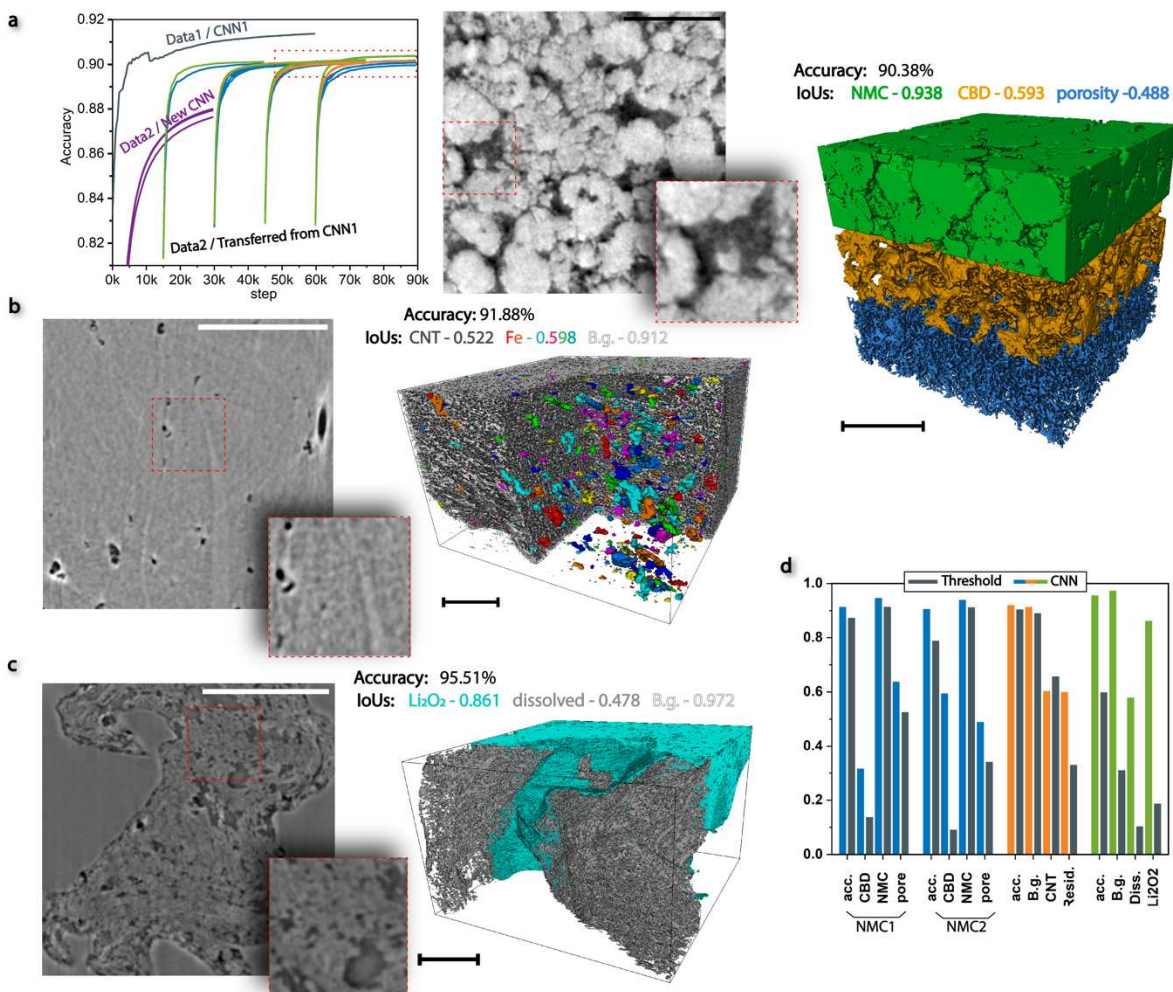 a
0.92
0.90
0.88
0.86
0.84
0.82
Accuracy
Data1 / CNN1
Data2 / New CNN
Data2 / Transferred from CNN1
0k 10k 20k 30k 40k 50k 60k 70k 80k 90k
step
Accuracy: 90.38%
IoUs: NMC - 0.938 CBD - 0.593 porosity -0.488
b
Accuracy: 91.88%
IoUs: CNT - 0.522 Fe - 0.598 B.g. - 0.912
c
Accuracy: 95.51%
IoUs: Li₂O₂ - 0.861 dissolved - 0.478 B.g. - 0.972
d
Threshold CNN
1.0
0.8
0.6
0.4
0.2
0.0
acc. CBD NMC pore acc. CBD NMC pore acc. B.g. CNT Resid. acc. B.g. Diss. Li2O2
NMC1 NMC2